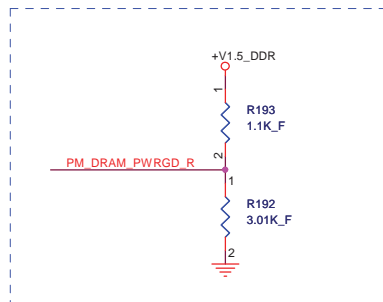 +V1.5_DDR
1
R193
1.1K_F
2
PM_DRAM_PWRGD_R
1
R192
3.01K_F
2